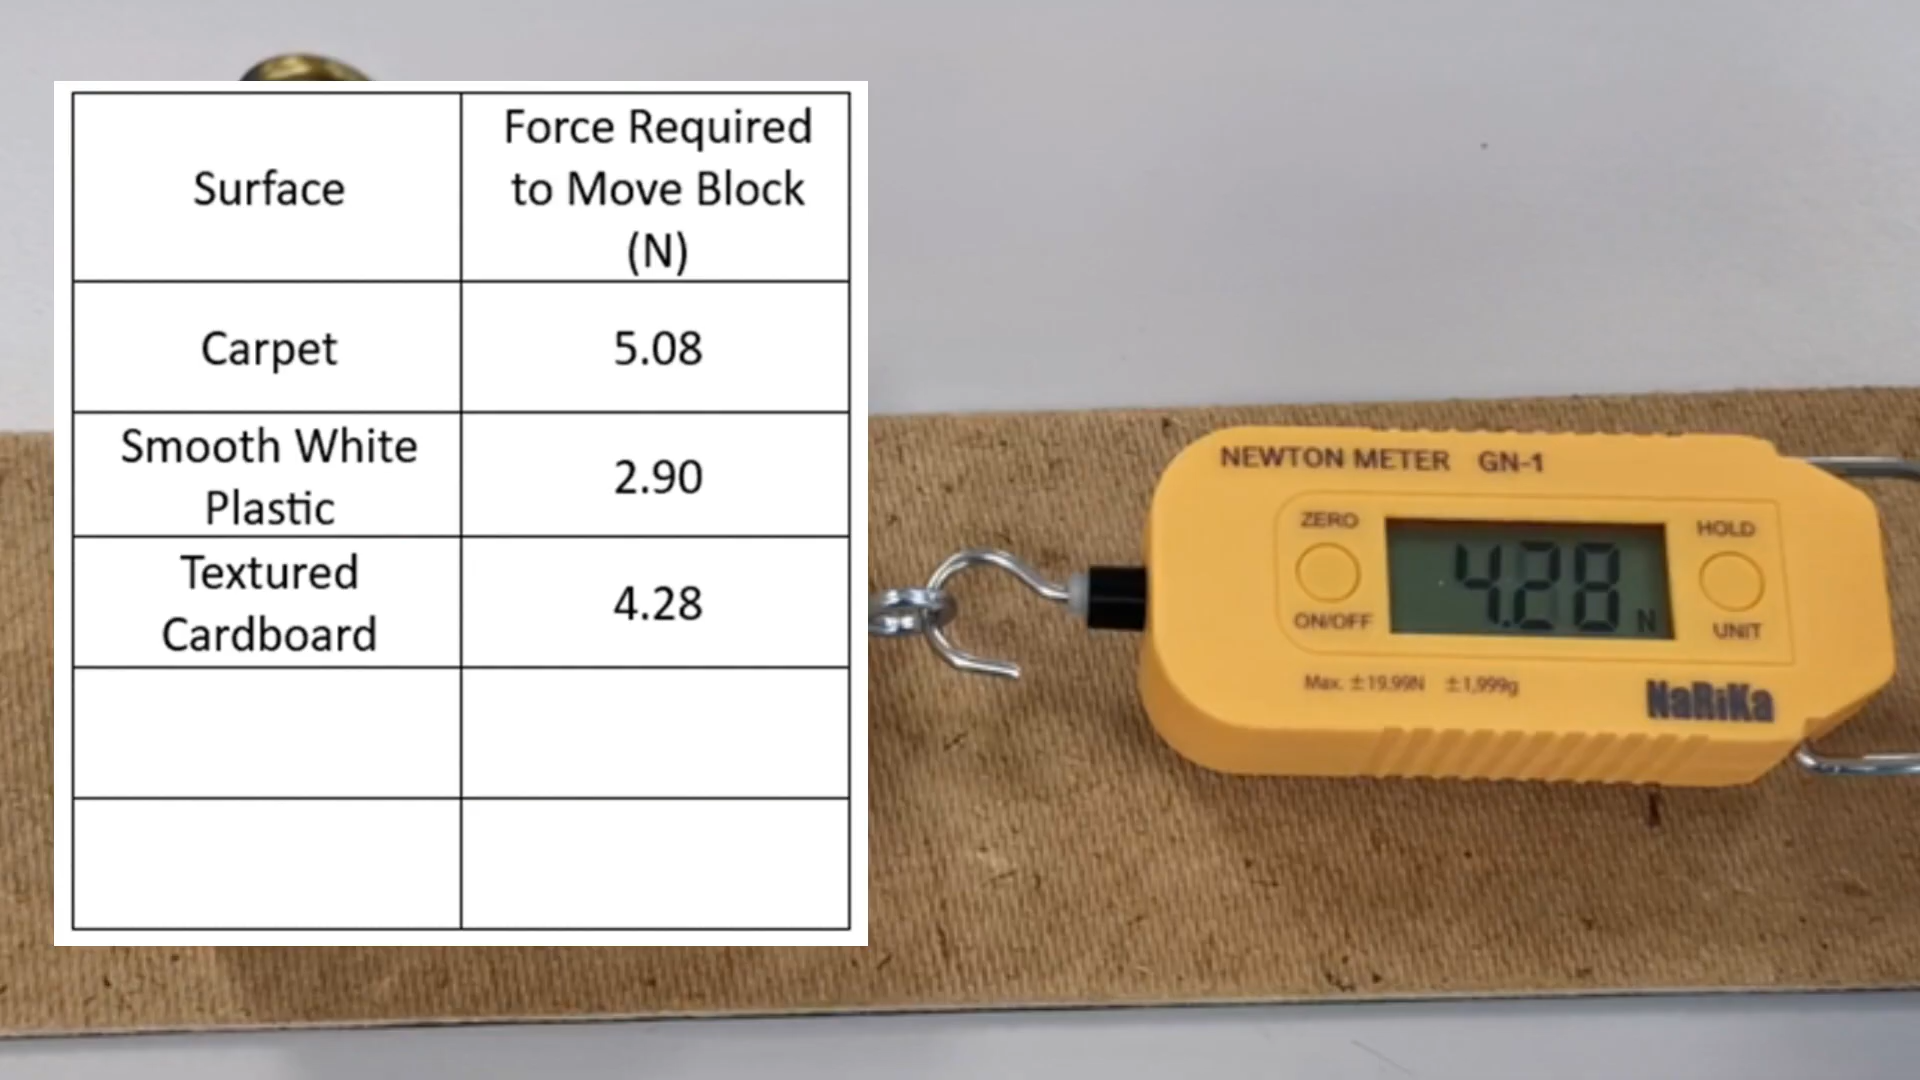 Surface
Force Required
to Move Block
(N)
Carpet
5.08
Smooth White
Plastic
2.90
Textured
Cardboard
4.28
NEWTON METER GN-1
ZERO
HOLD
4.28 N
ON/OFF
UNIT
Max. ±19.99N ±1,999g
NaRiKa